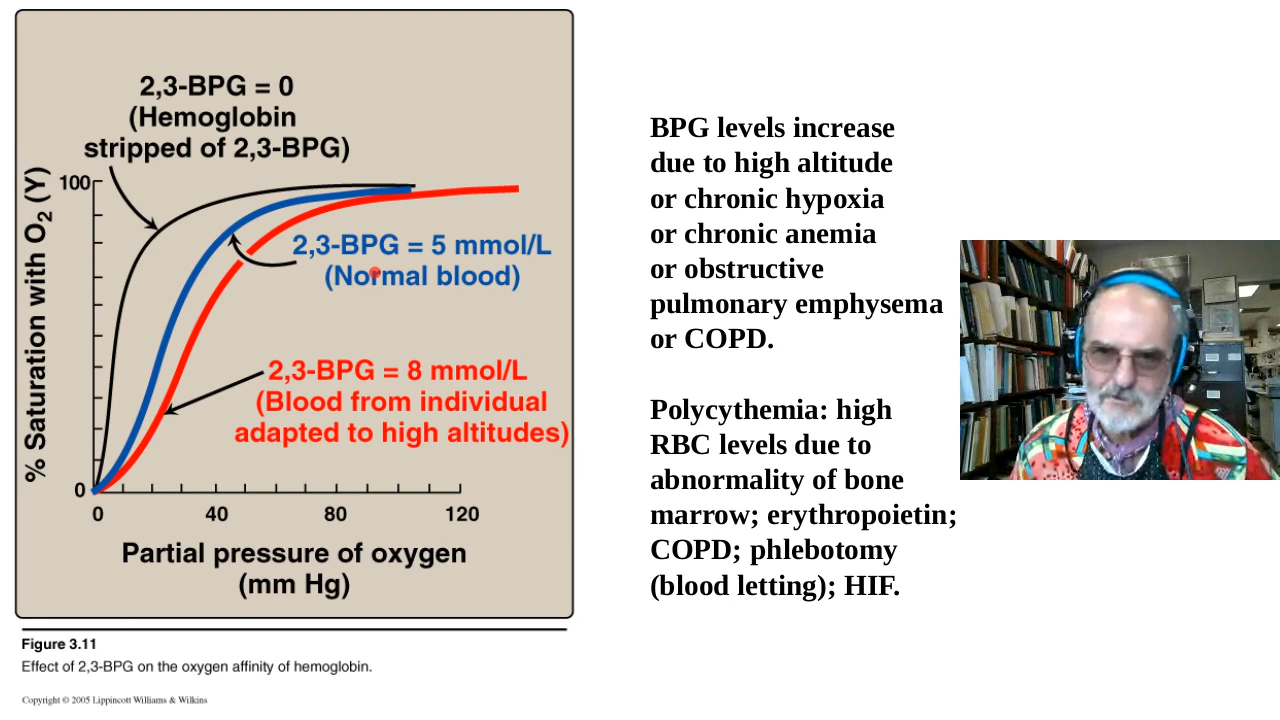 2,3-BPG = 0
(Hemoglobin
stripped of 2,3-BPG)
% Saturation with O₂ (Y)
100
0
2,3-BPG = 5 mmol/L
(Normal blood)
2,3-BPG = 8 mmol/L
(Blood from individual
adapted to high altitudes)
0 40 80 120
Partial pressure of oxygen
(mm Hg)
Figure 3.11
Effect of 2,3-BPG on the oxygen affinity of hemoglobin.
Copyright © 2005 Lippincott Williams & Wilkins
BPG levels increase
due to high altitude
or chronic hypoxia
or chronic anemia
or obstructive
pulmonary emphysema
or COPD.
Polycythemia: high
RBC levels due to
abnormality of bone
marrow; erythropoietin;
COPD; phlebotomy
(blood letting); HIF.